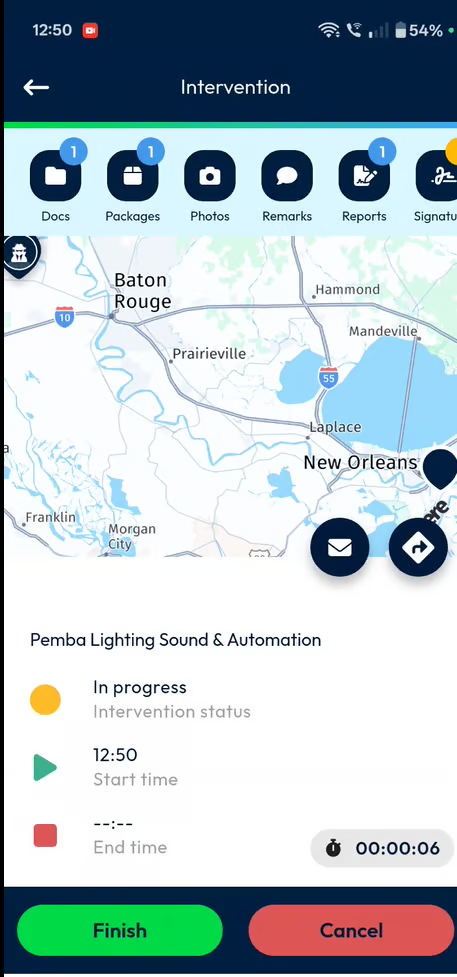 12:50
54%
Intervention
1
1
1
Docs
Packages
Photos
Remarks
Reports
Signatu
Baton
Rouge
Hammond
10
Mandeville
Prairieville
55
Laplace
New Orleans
Franklin
Morgan
City
ere
Pemba Lighting Sound & Automation
In progress
Intervention status
12:50
Start time
--:--
End time
00:00:06
Finish
Cancel